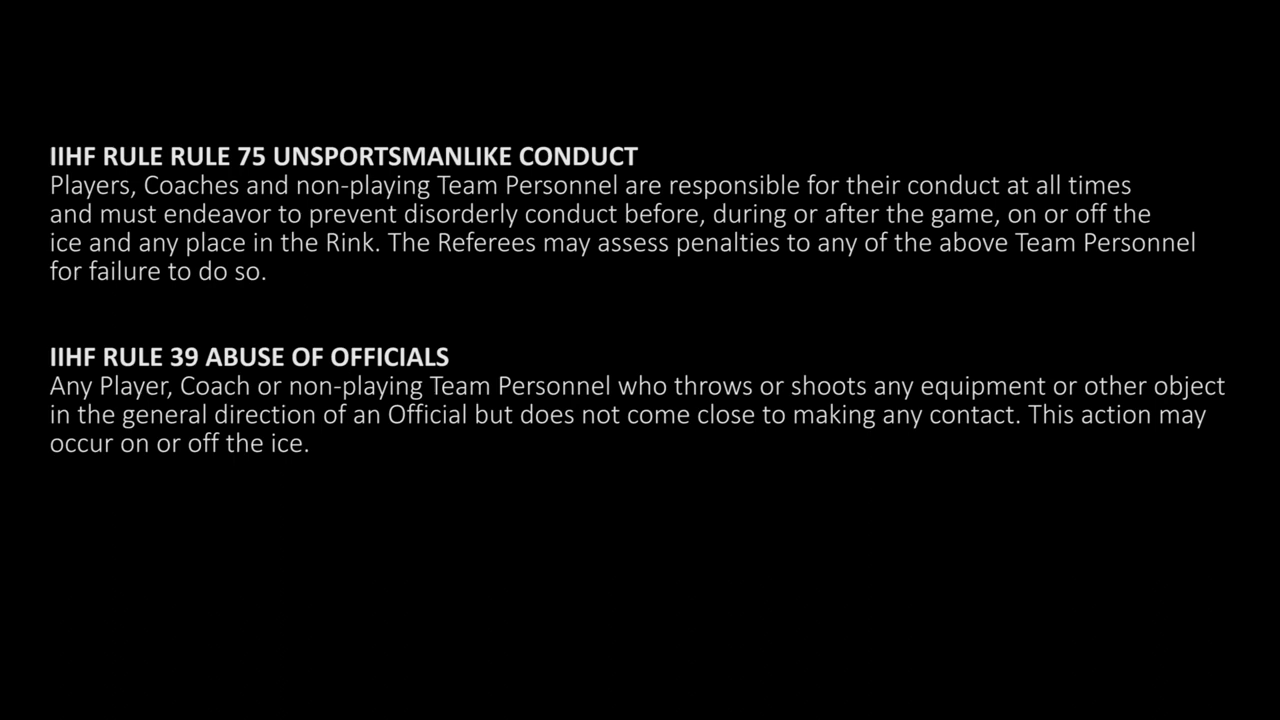 IIHF RULE RULE 75 UNSPORTSMANLIKE CONDUCT
Players, Coaches and non-playing Team Personnel are responsible for their conduct at all times
and must endeavor to prevent disorderly conduct before, during or after the game, on or off the
ice and any place in the Rink. The Referees may assess penalties to any of the above Team Personnel
for failure to do so.
IIHF RULE 39 ABUSE OF OFFICIALS
Any Player, Coach or non-playing Team Personnel who throws or shoots any equipment or other object
in the general direction of an Official but does not come close to making any contact. This action may
occur on or off the ice.